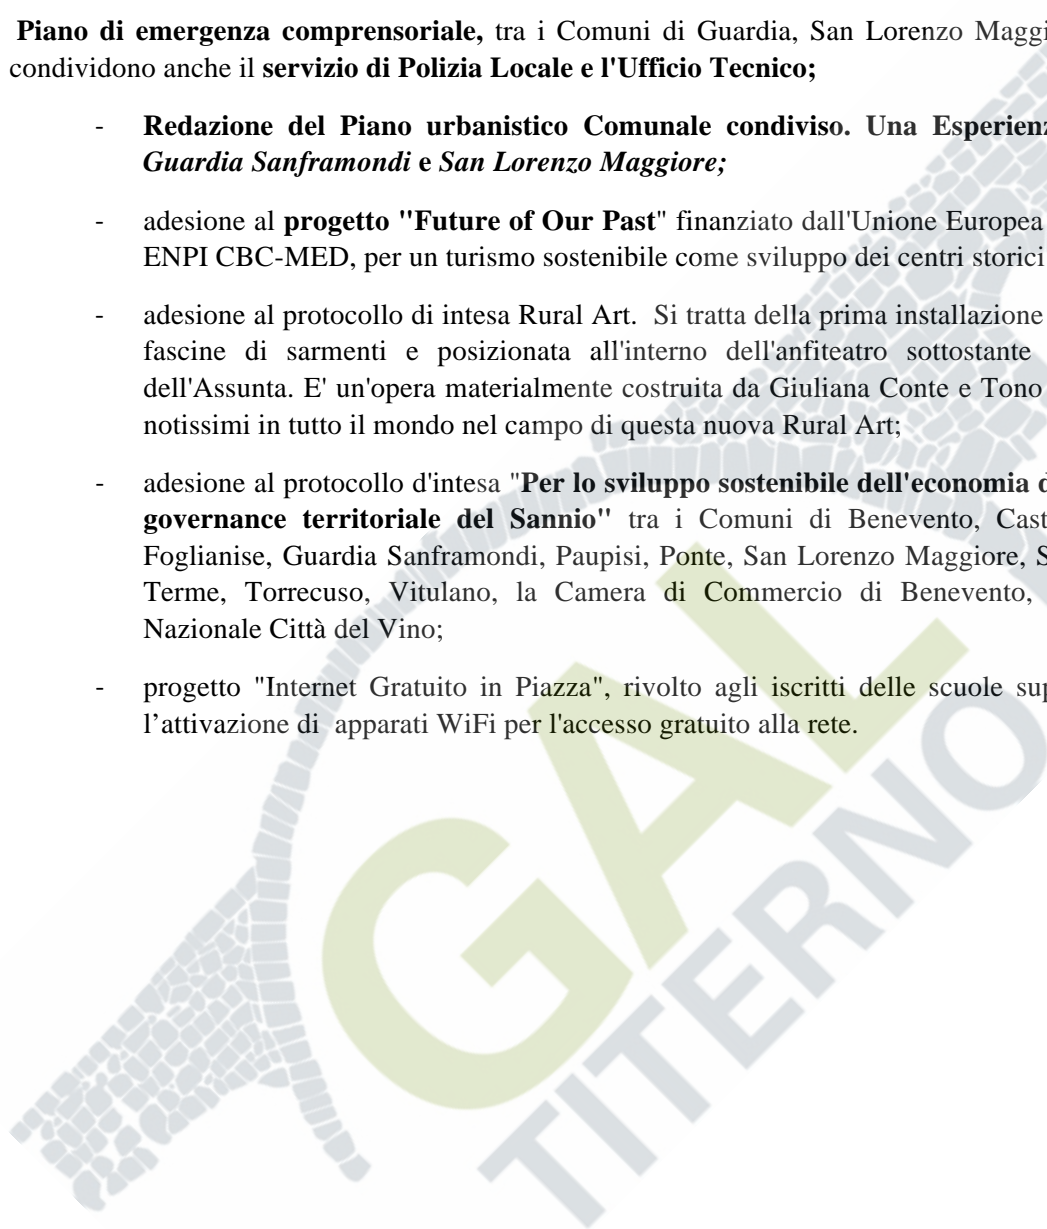 Piano di emergenza comprensoriale, tra i Comuni di Guardia, San Lorenzo
condividono anche il servizio di Polizia Locale e l'Ufficio Tecnico;
- Redazione del Piano urbanistico Comunale condiviso. Una
Guardia Sanframondi e San Lorenzo Maggiore;
- adesione al progetto "Future of Our Past" finanziato dall'Unione Europea
ENPI CBC-MED, per un turismo sostenibile come sviluppo dei centri storici
- adesione al protocollo di intesa Rural Art. Si tratta della prima installazione
fascine di sarmenti e posizionata all'interno dell'anfiteatro sottostante
dell'Assunta. E' un'opera materialmente costruita da Giuliana Conte e Tono
notissimi in tutto il mondo nel campo di questa nuova Rural Art;
- adesione al protocollo d'intesa "Per lo sviluppo sostenibile dell'economia
governance territoriale del Sannio" tra i Comuni di Benevento,
Foglianise, Guardia Sanframondi, Paupisi, Ponte, San Lorenzo Maggiore,
Terme, Torrecuso, Vitulano, la Camera di Commercio di Benevento,
Nazionale Città del Vino;
- progetto "Internet Gratuito in Piazza", rivolto agli iscritti delle scuole
l’attivazione di apparati WiFi per l'accesso gratuito alla rete.
GAL
TITERNO